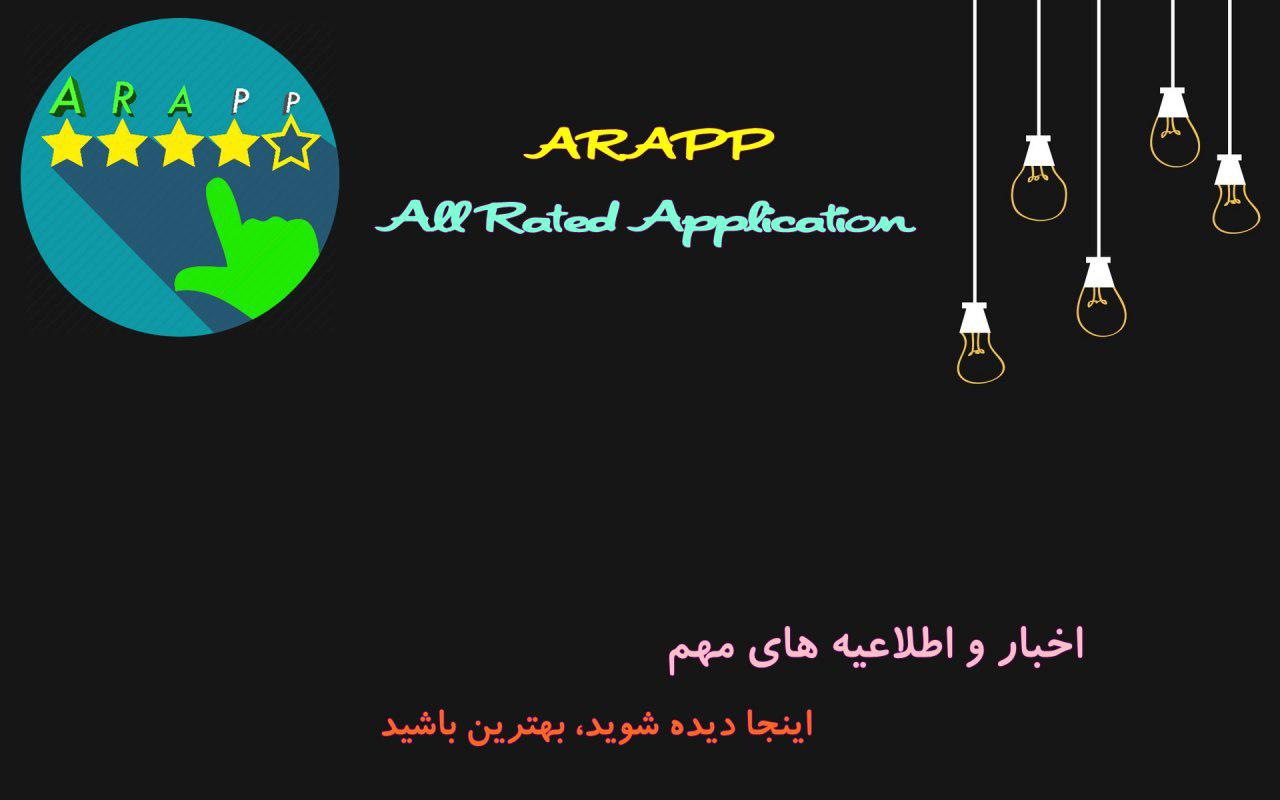 ARAPP
ARAPP
All Rated Application
اخبار و اطلاعیه های مهم
اینجا دیده شوید، بهترین باشید